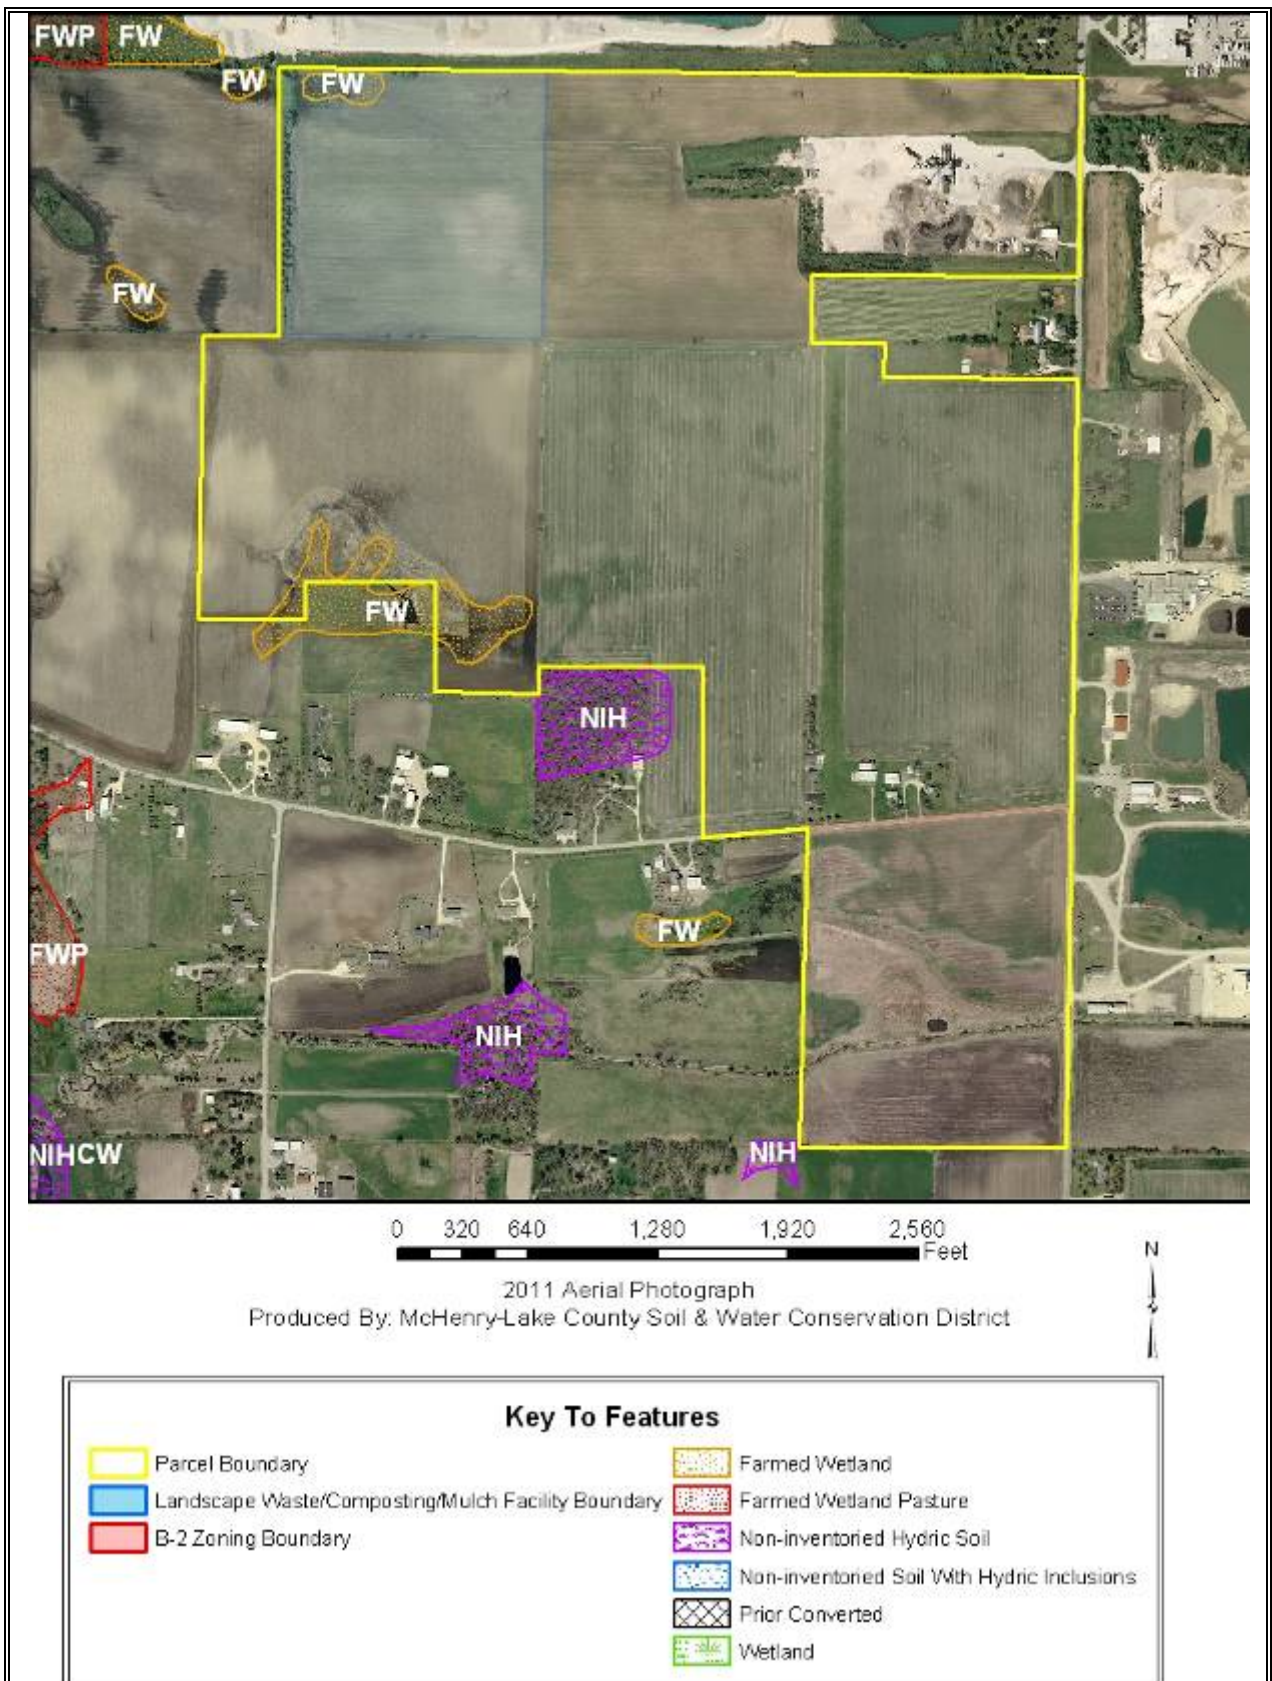 FWP FW
FW FW
FW
FW
NIH
FW
FWP
NIH
NIHCW NIH
0 320 640 1,280 1,920 2,560
Feet
N
2011 Aerial Photograph
Produced By: McHenry-Lake County Soil & Water Conservation District
Key To Features
Parcel Boundary
Landscape Waste/Composting/Mulch Facility Boundary
B-2 Zoning Boundary
Farmed Wetland
Farmed Wetland Pasture
Non-inventoried Hydric Soil
Non-inventoried Soil With Hydric Inclusions
Prior Converted
Wetland